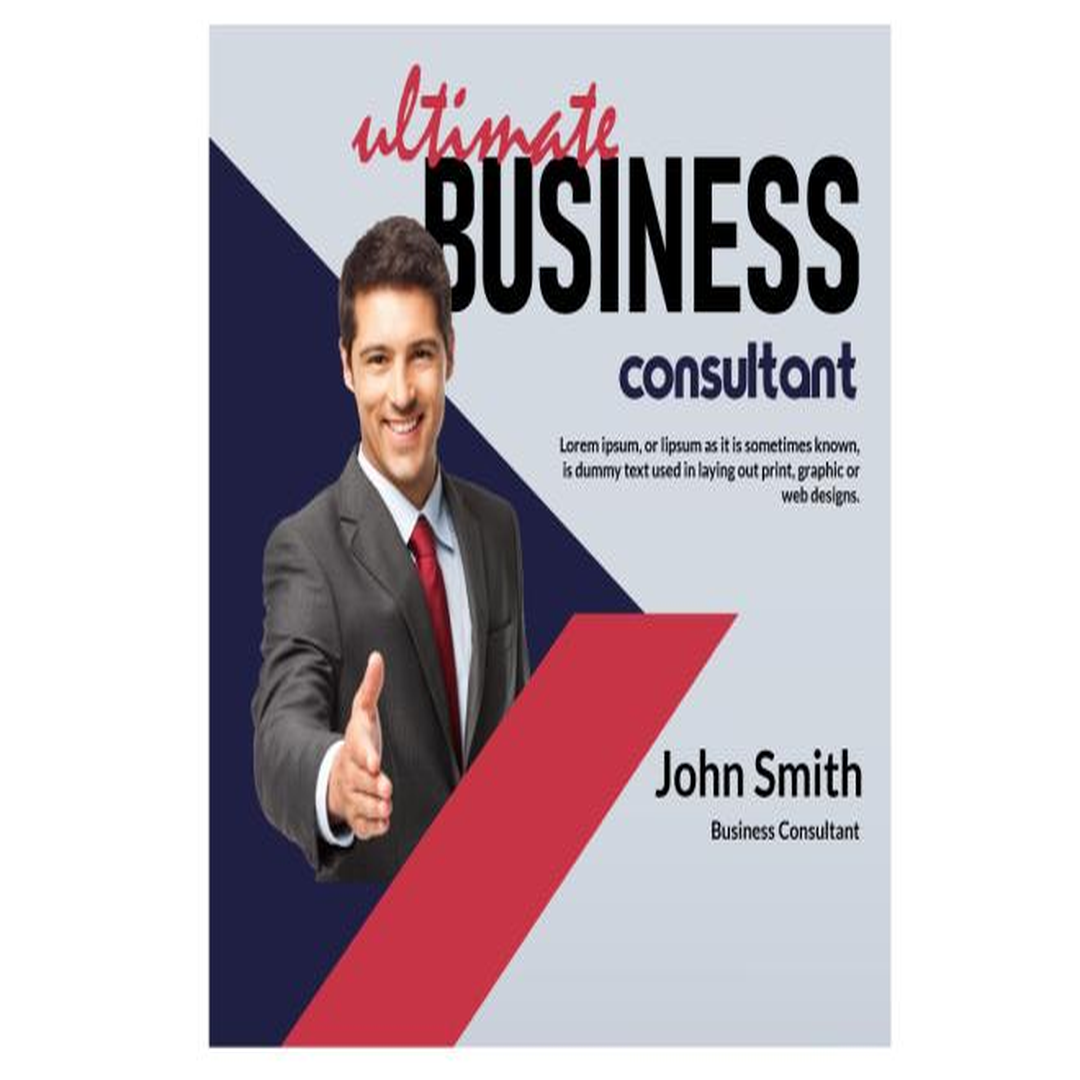 ultimate
BUSINESS
consultant
Lorem ipsum, or lipsum as it is sometimes known,
is dummy text used in laying out print, graphic or
web designs.
John Smith
Business Consultant